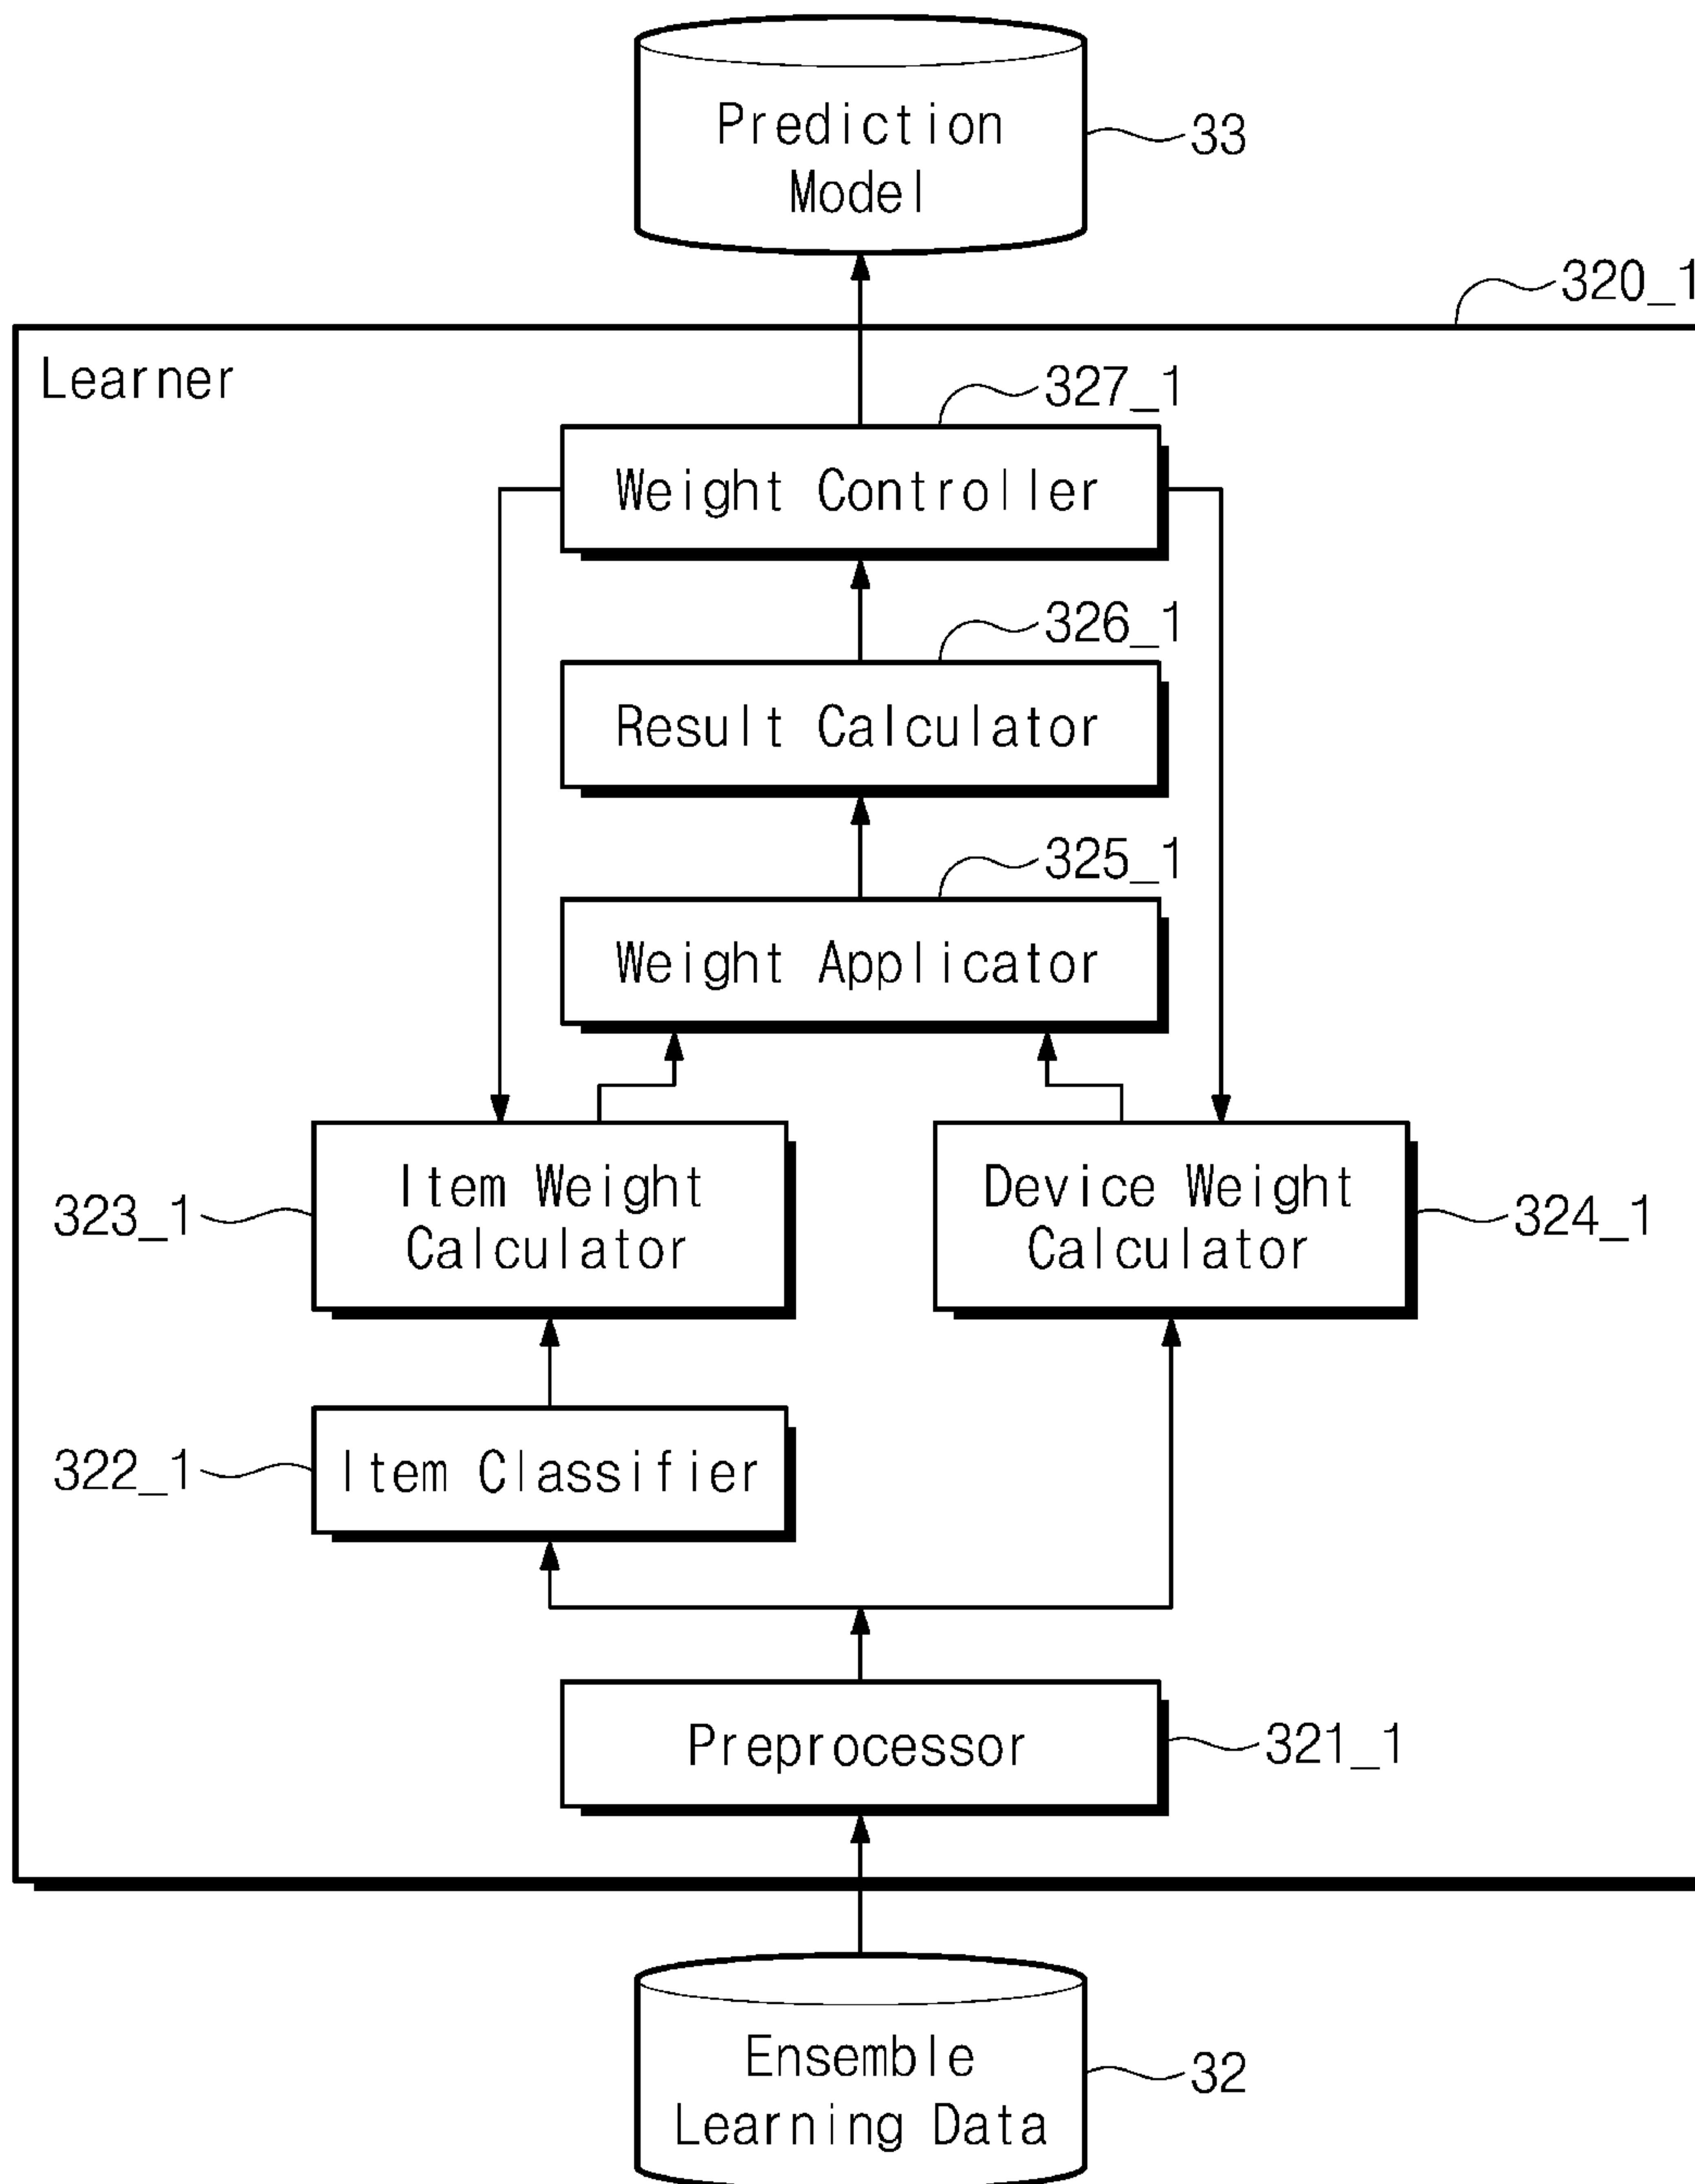 Prediction
Model
33
320_1
Learner
327_1
Weight Controller
326_1
Result Calculator
325_1
Weight Applicator
Item Weight
Calculator
323_1
Device Weight
Calculator
324_1
322_1
Item Classifier
Preprocessor
321_1
Ensemble
Learning Data
32